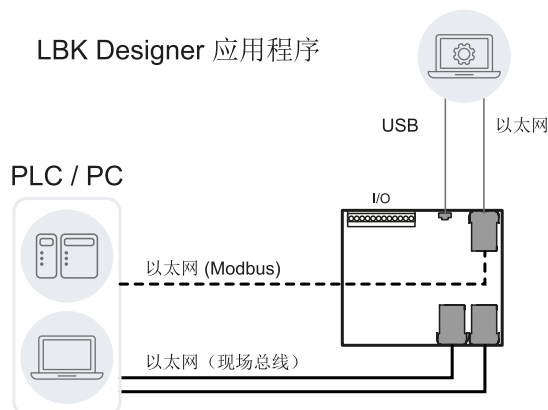 LBK Designer 应用程序
USB
以太网
PLC / PC
I/O
以太网 (Modbus)
以太网（现场总线）